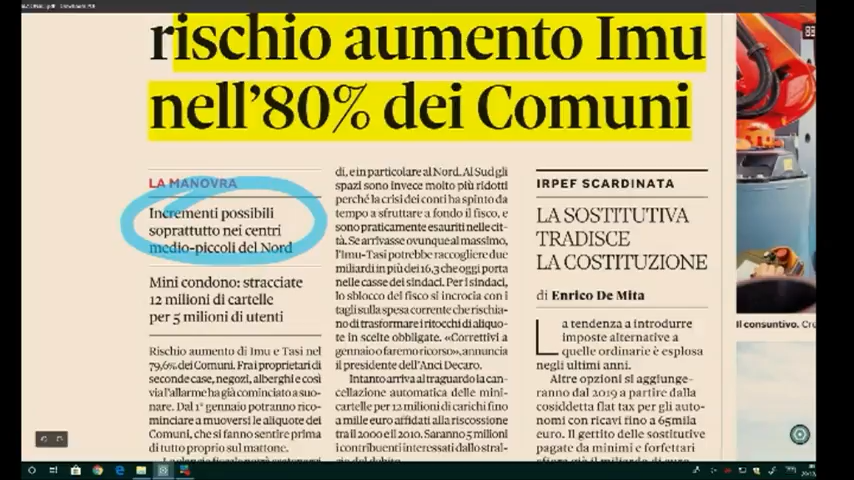 rischio aumento Imu
nell'80% dei Comuni
LA MANOVRA
Incrementi possibili
soprattutto nei centri
medio-piccoli del Nord
Mini condono: stracciate
12 milioni di cartelle
per 5 milioni di utenti
Rischio aumento di Imu e Tasi nel
79,6% dei Comuni. Fra i proprietari di
seconde case, negozi, alberghi e così
via l'allarme ha già cominciato a suo-
nare. Dal 1° gennaio potranno rico-
minciare a muoversi le aliquote dei
Comuni, che si fanno sentire prima
di tutto proprio sul mattone.
di, e in particolare al Nord. Al Sud gli
spazi sono invece molto più ridotti
perché la crisi dei conti ha spinto da
tempo a sfruttare a fondo il fisco, e
sono praticamente esauriti nelle cit-
tà. Se arrivasse ovunque al massimo,
l'Imu-Tasi potrebbe raccogliere due
miliardi in più dei 16,3 che oggi porta
nelle casse dei sindaci. Per i sindaci,
lo sblocco del fisco si incrocia con i
tagli sulla spesa corrente che rischia-
no di trasformare i ritocchi di aliquo-
te in scelte obbligate. «Correttivi a
gennaio o faremo ricorso», annuncia
il presidente dell'Anci Decaro.
Intanto arriva al traguardo la can-
cellazione automatica delle mini-
cartelle per 12 milioni di carichi fino
a mille euro affidati alla riscossione
tra il 2000 e 2010. Saranno 5 milioni
i contribuenti interessati dallo stral-
cio del debito.
IRPEF SCARDINATA
LA SOSTITUTIVA
TRADISCE
LA COSTITUZIONE
di Enrico De Mita
La tendenza a introdurre
imposte alternative a
quelle ordinarie è esplosa
negli ultimi anni.
Altre opzioni si aggiunge-
ranno dal 2019 a partire dalla
cosiddetta flat tax per gli auto-
nomi con ricavi fino a 65mila
euro. Il gettito delle sostitutive
pagate da minimi e forfettari
Il consuntivo. Cru